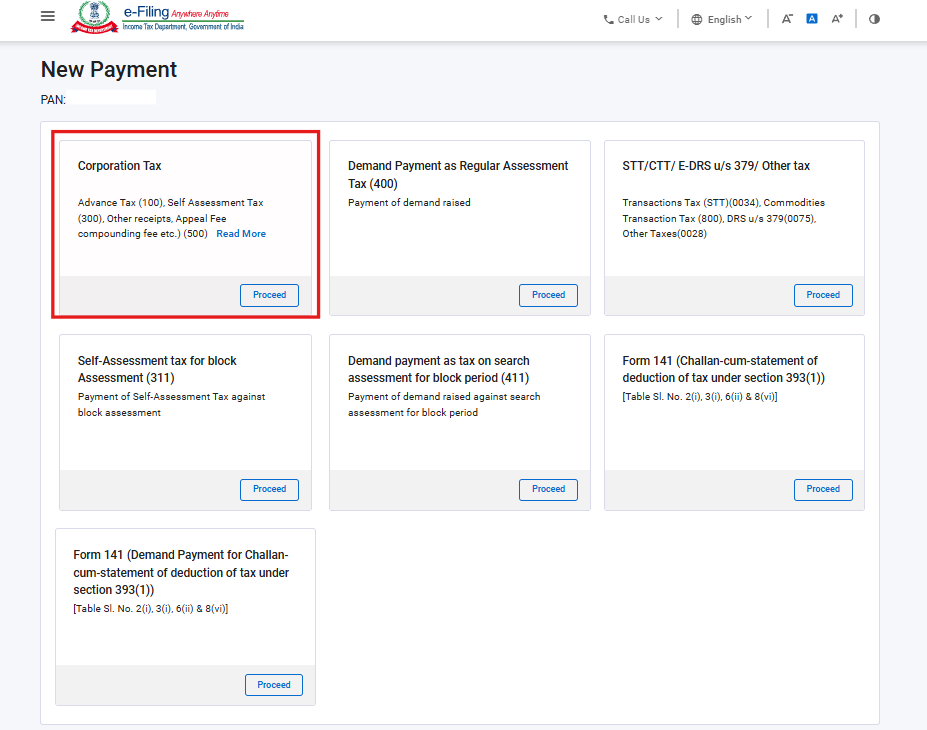 e-Filing Anywhere Anytime
Income Tax Department, Government of India
Call Us
English
A-
A
A+
New Payment
PAN:
Corporation Tax
Advance Tax (100), Self Assessment Tax
(300), Other receipts, Appeal Fee
compounding fee etc.) (500) Read More
Proceed
Demand Payment as Regular Assessment
Tax (400)
Payment of demand raised
Proceed
STT/CTT/ E-DRS u/s 379/ Other tax
Transactions Tax (STT)(0034), Commodities
Transaction Tax (800), DRS u/s 379(0075),
Other Taxes(0028)
Proceed
Self-Assessment tax for block
Assessment (311)
Payment of Self-Assessment Tax against
block assessment
Proceed
Demand payment as tax on search
assessment for block period (411)
Payment of demand raised against search
assessment for block period
Proceed
Form 141 (Challan-cum-statement of
deduction of tax under section 393(1))
[Table Sl. No. 2(i), 3(i), 6(ii) & 8(vi)]
Proceed
Form 141 (Demand Payment for Challan-
cum-statement of deduction of tax under
section 393(1))
[Table Sl. No. 2(i), 3(i), 6(ii) & 8(vi)]
Proceed